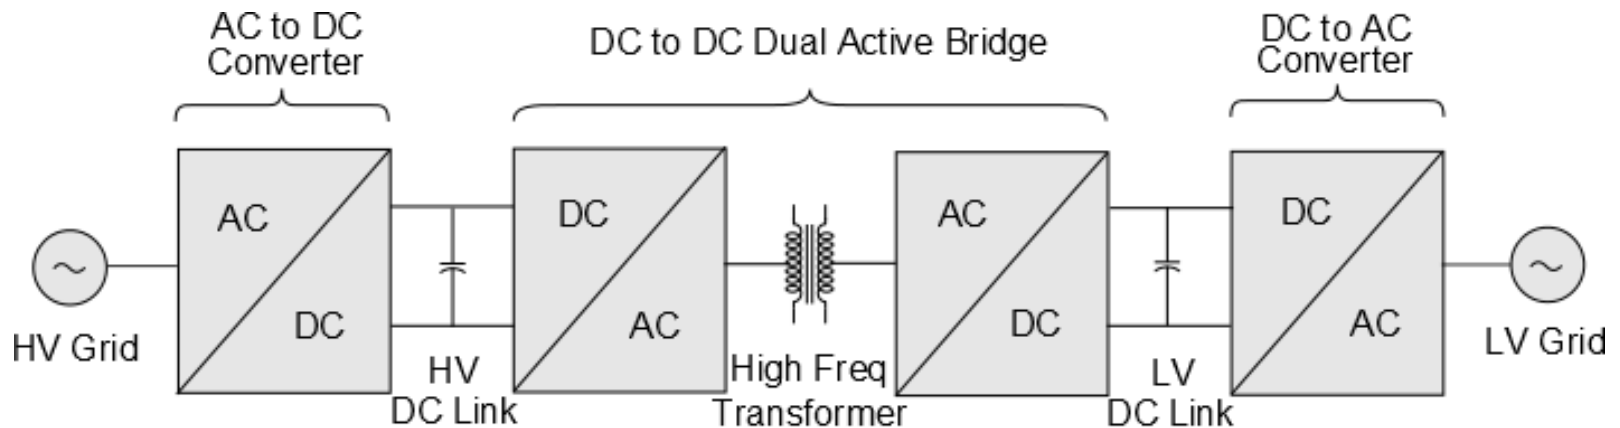 AC to DC
Converter
DC to DC Dual Active Bridge
DC to AC
Converter
AC
DC
DC
AC
AC
DC
DC
AC
HV Grid
HV
DC Link
High Freq
Transformer
LV
DC Link
LV Grid